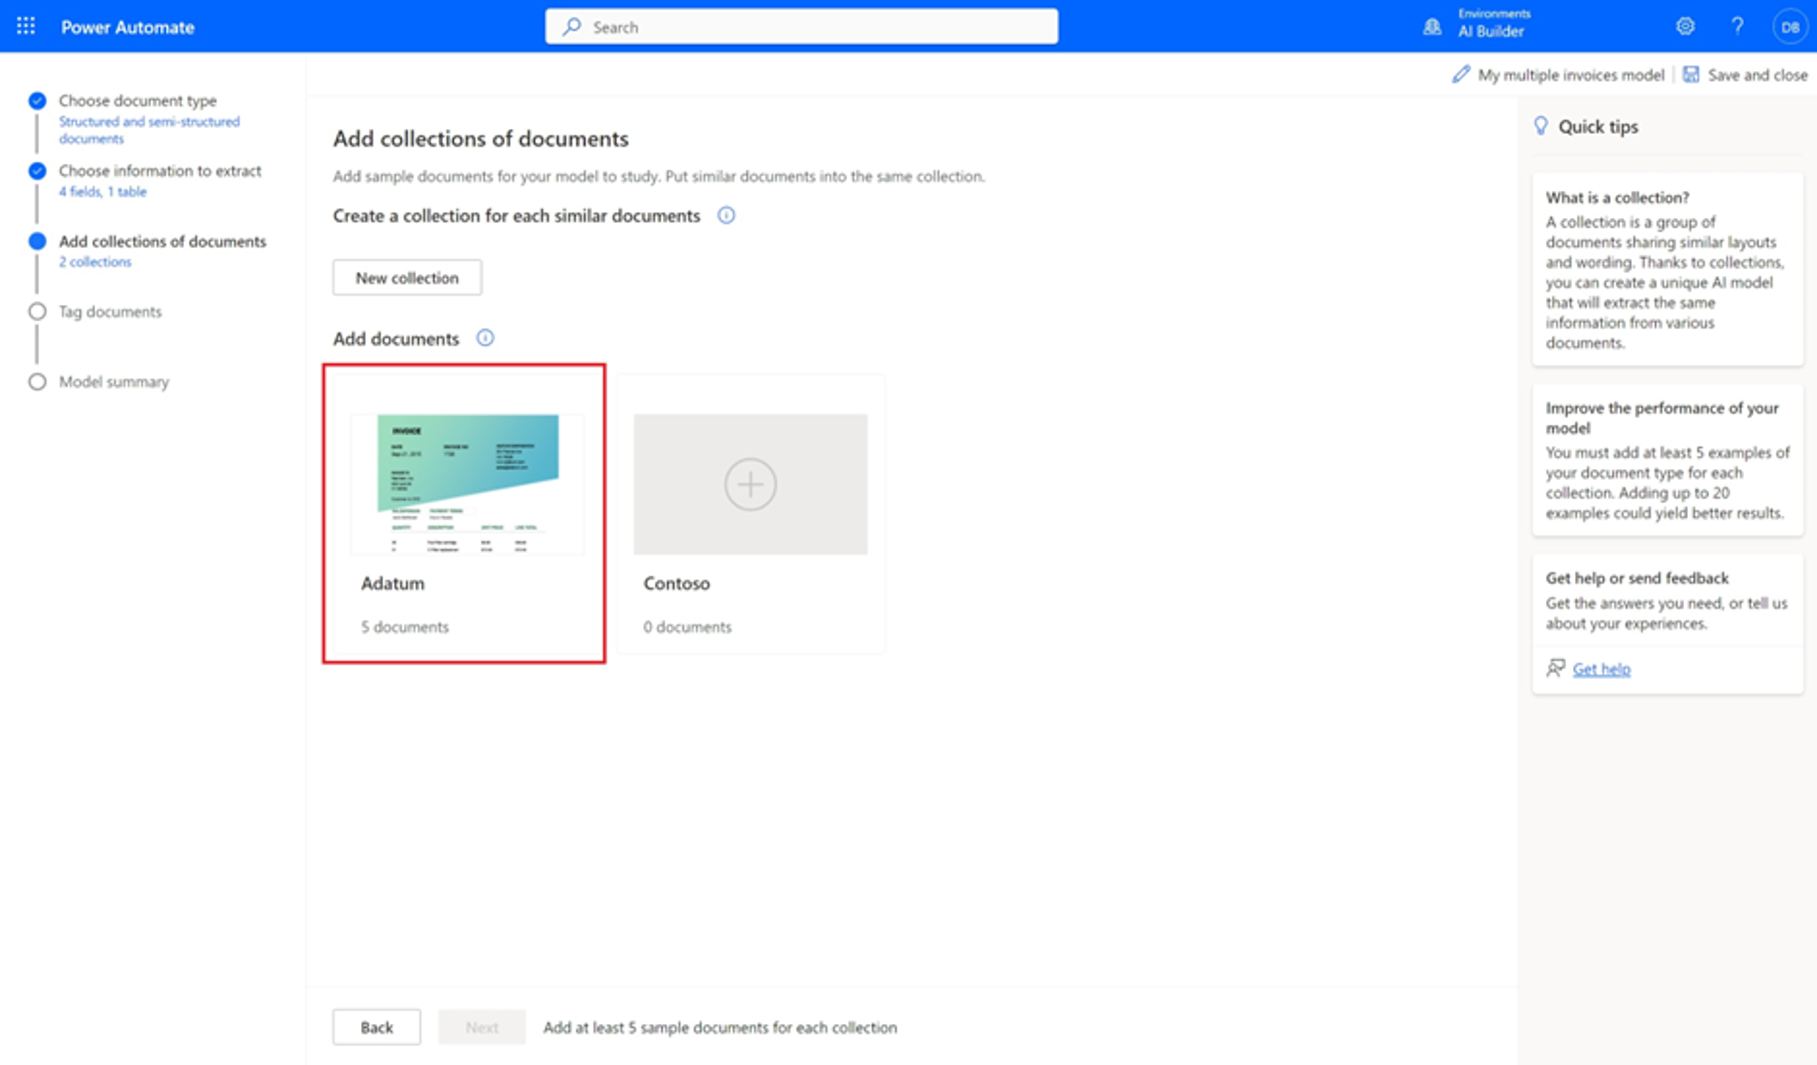 Power Automate
Search
Environments
AI Builder
?
DB
My multiple invoices model
Save and close
Choose document type
Structured and semi-structured
documents
Choose information to extract
4 fields, 1 table
Add collections of documents
2 collections
Tag documents
Model summary
Add collections of documents
Add sample documents for your model to study. Put similar documents into the same collection.
Create a collection for each similar documents
New collection
Add documents
INVOICE
Adatum
5 documents
Contoso
0 documents
Back
Next
Add at least 5 sample documents for each collection
Quick tips
What is a collection?
A collection is a group of
documents sharing similar layouts
and wording. Thanks to collections,
you can create a unique AI model
that will extract the same
information from various
documents.
Improve the performance of your
model
You must add at least 5 examples of
your document type for each
collection. Adding up to 20
examples could yield better results.
Get help or send feedback
Get the answers you need, or tell us
about your experiences.
Get help